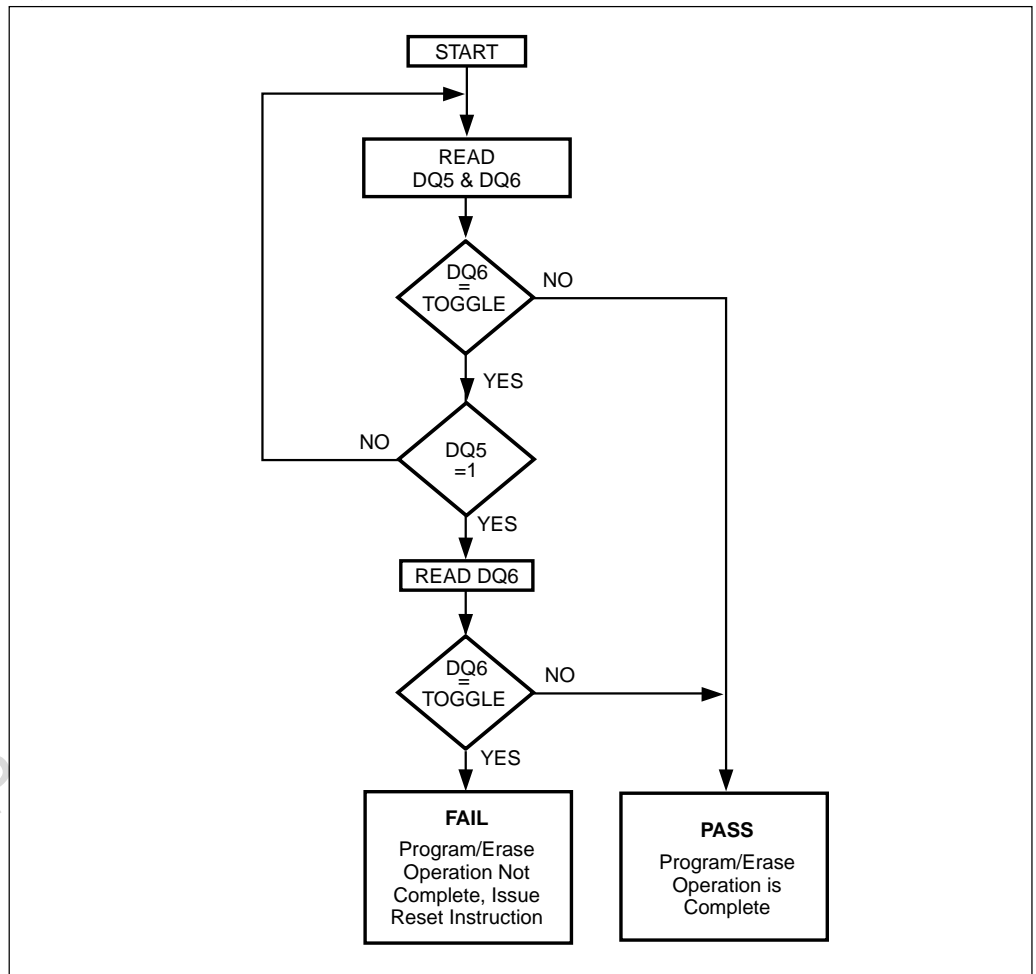 START
READ
DQ5 & DQ6
DQ6
=
TOGGLE
NO
YES
NO
DQ5
=1
YES
READ DQ6
DQ6
=
TOGGLE
NO
YES
FAIL
Program/Erase
Operation Not
Complete, Issue
Reset Instruction
PASS
Program/Erase
Operation is
Complete